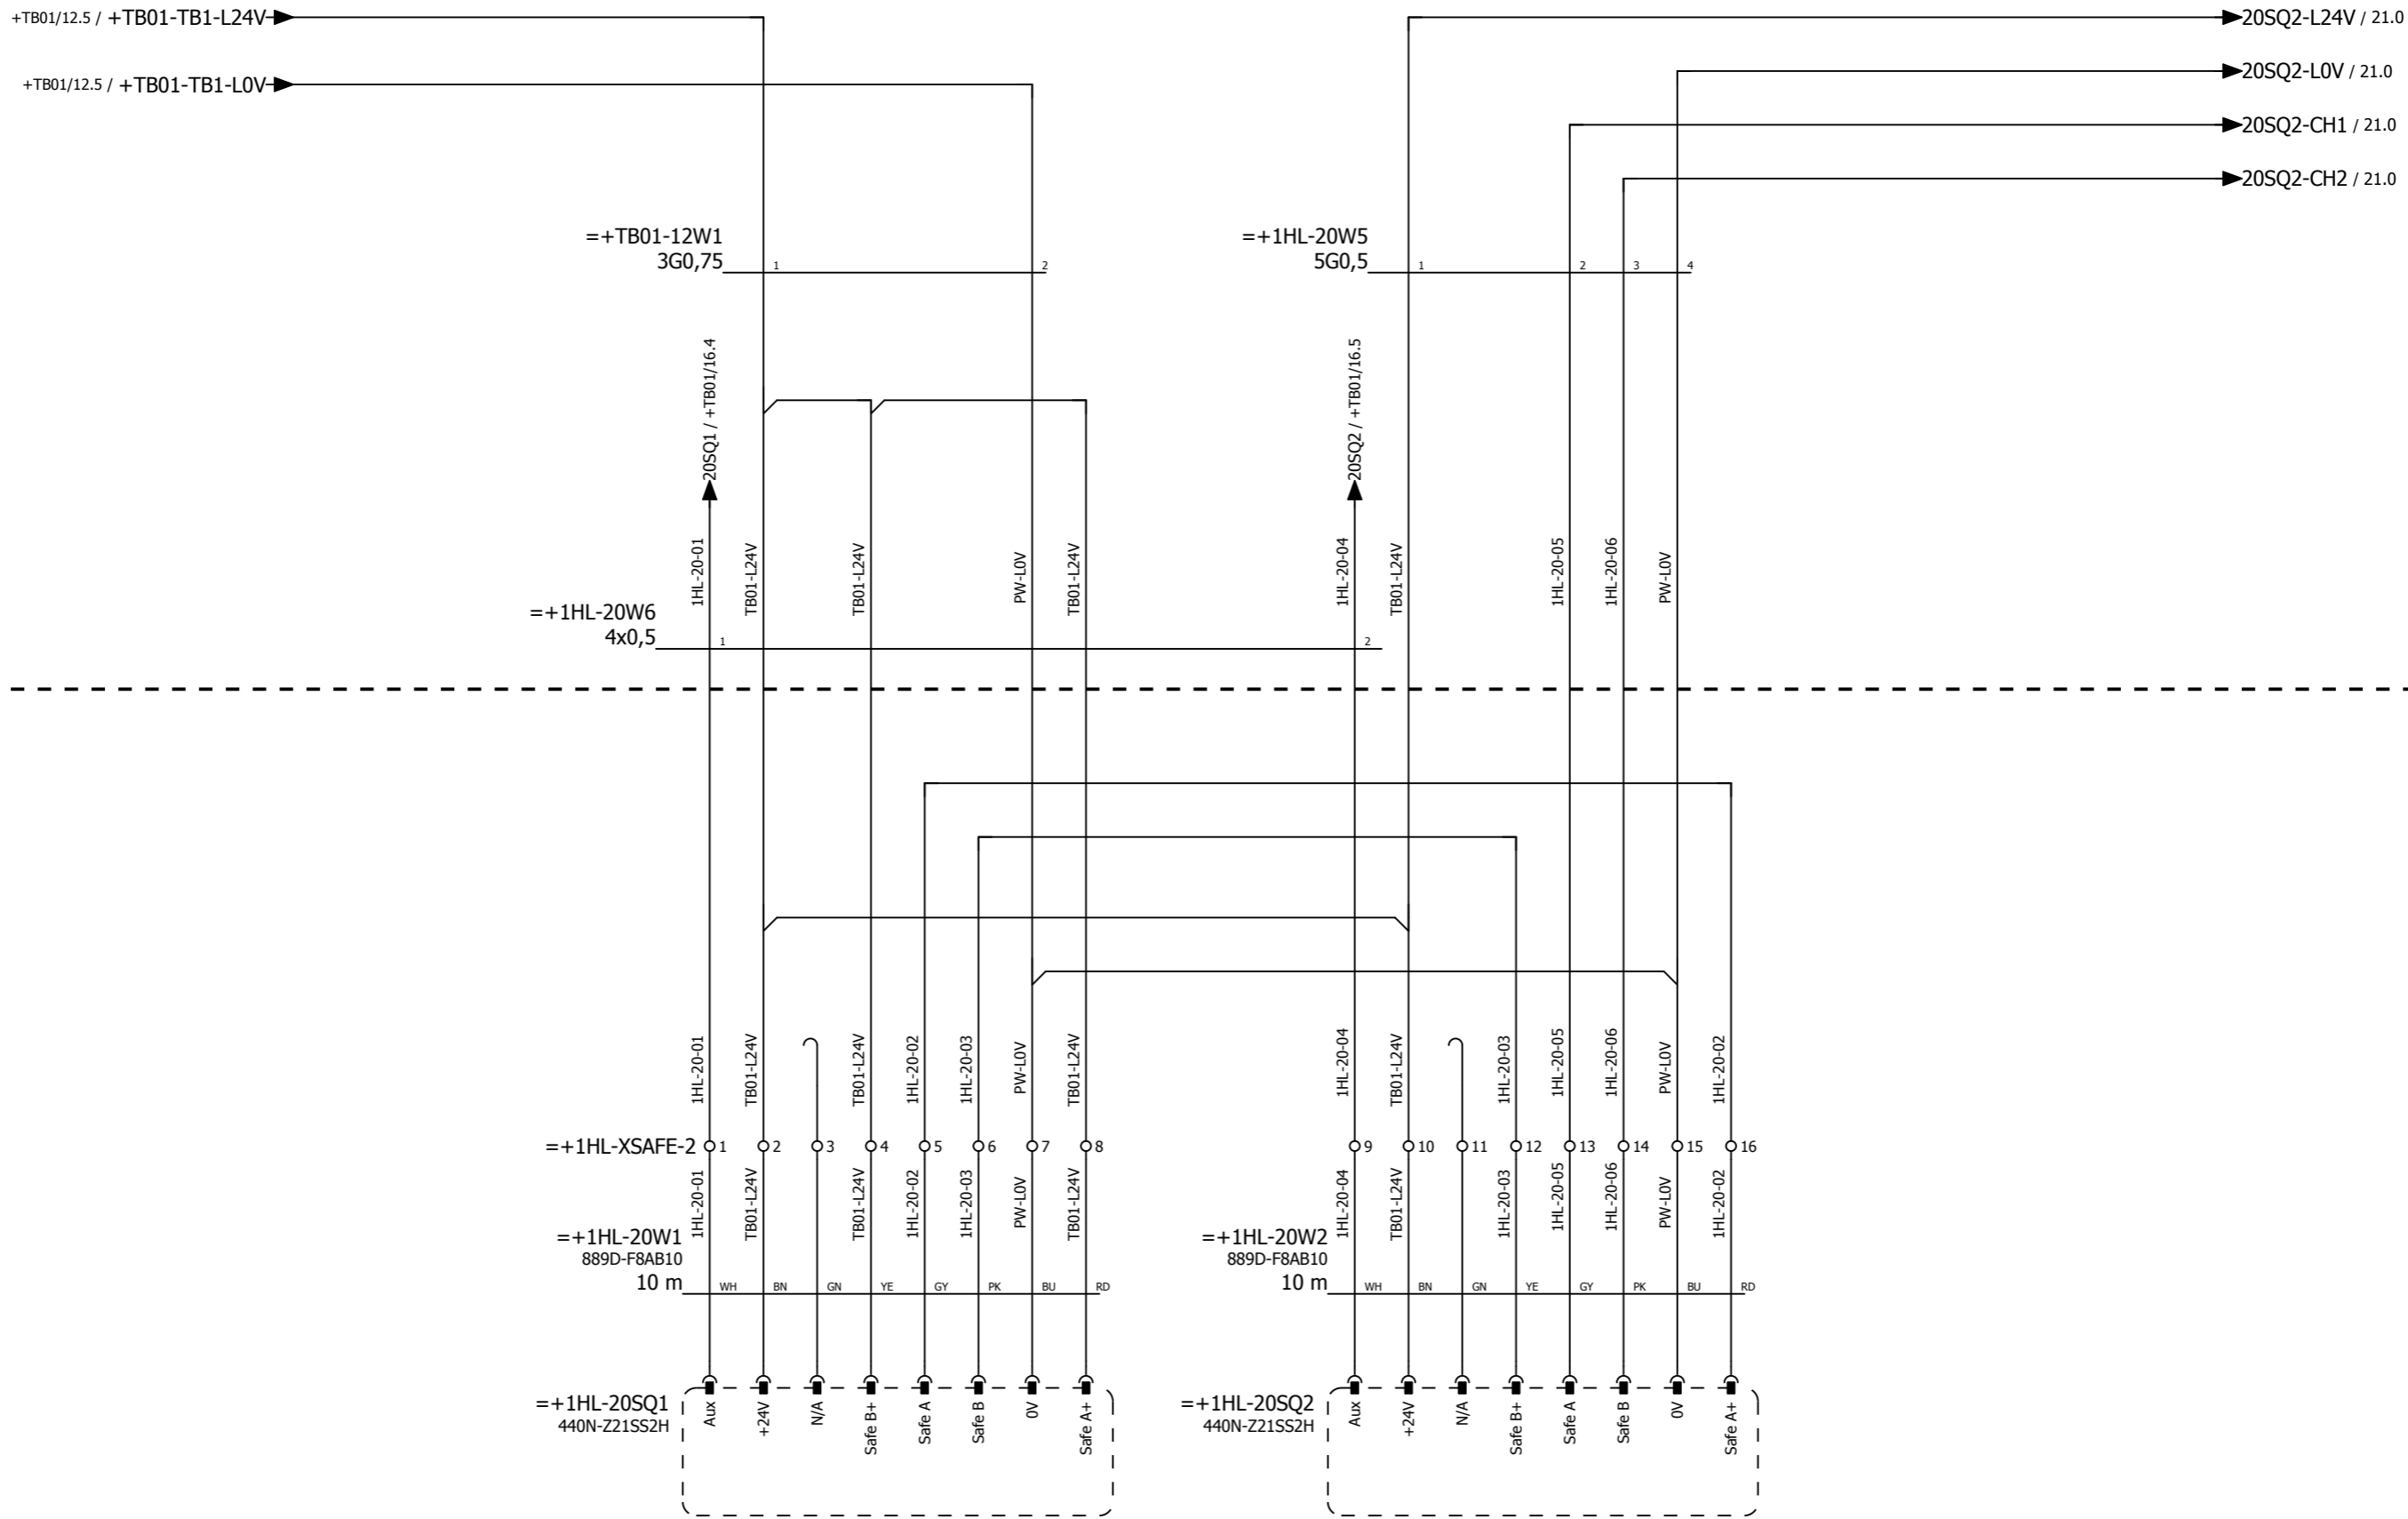 +TB01/12.5 / +TB01-TB1-L24V
20SQ2-L24V / 21.0
+TB01/12.5 / +TB01-TB1-L0V
20SQ2-L0V / 21.0
20SQ2-CH1 / 21.0
20SQ2-CH2 / 21.0
=+TB01-12W1
3G0,75
1 2
=+1HL-20W5
5G0,5
1 2 3 4
20SQ1 / +TB01/16.4
20SQ2 / +TB01/16.5
1HL-20-01
TB01-L24V
TB01-L24V
PW-L0V
TB01-L24V
1HL-20-04
TB01-L24V
1HL-20-05
1HL-20-06
PW-L0V
=+1HL-20W6
4x0,5
1 2
1HL-20-01
TB01-L24V
TB01-L24V
1HL-20-02
1HL-20-03
PW-L0V
TB01-L24V
1HL-20-04
TB01-L24V
1HL-20-03
1HL-20-05
1HL-20-06
PW-L0V
1HL-20-02
=+1HL-XSAFE-2 1 2 3 4 5 6 7 8 9 10 11 12 13 14 15 16
1HL-20-01
TB01-L24V
TB01-L24V
1HL-20-02
1HL-20-03
PW-L0V
TB01-L24V
1HL-20-04
TB01-L24V
1HL-20-03
1HL-20-05
1HL-20-06
PW-L0V
1HL-20-02
=+1HL-20W1
889D-F8AB10
10 m
WH BN GN YE GY PK BU RD
=+1HL-20W2
889D-F8AB10
10 m
WH BN GN YE GY PK BU RD
=+1HL-20SQ1
440N-Z21SS2H
Aux
+24V
N/A
Safe B+
Safe A
Safe B
0V
Safe A+
=+1HL-20SQ2
440N-Z21SS2H
Aux
+24V
N/A
Safe B+
Safe A
Safe B
0V
Safe A+